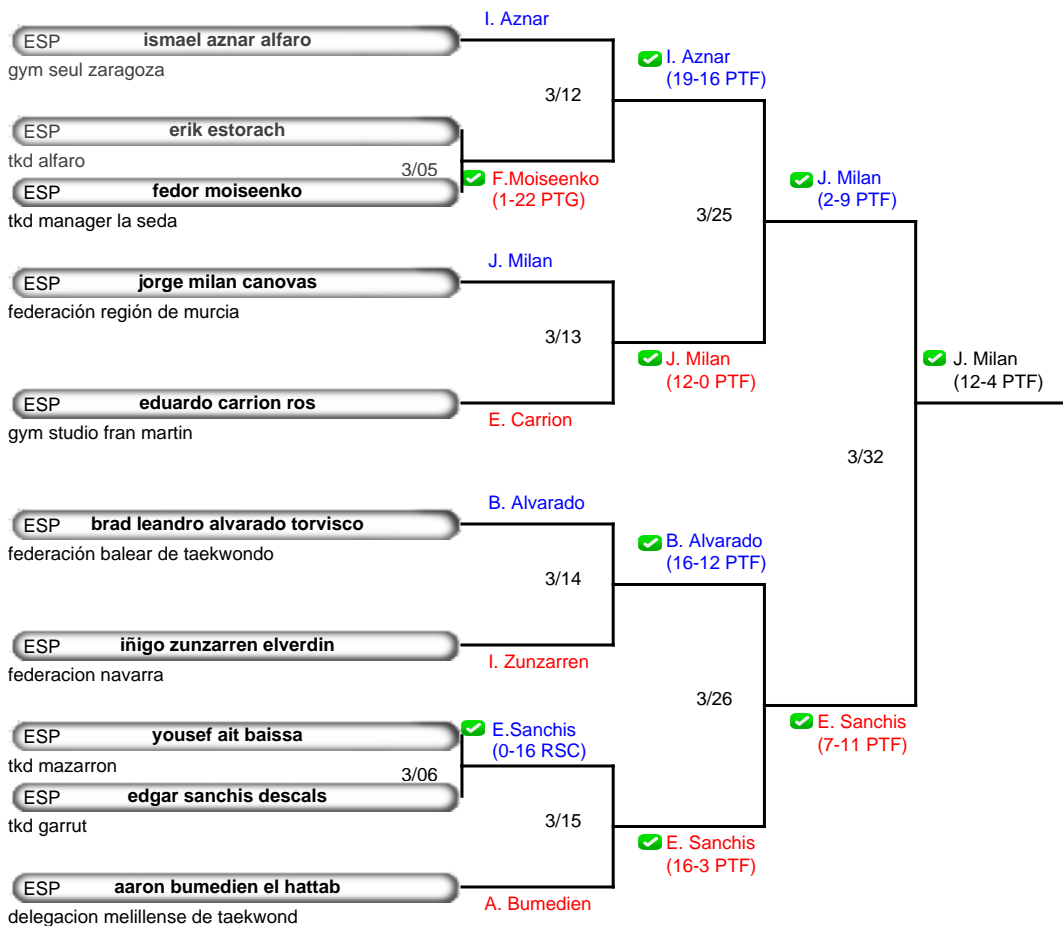 I. Aznar
ESP ismael aznar alfaro
gym seul zaragoza
I. Aznar
(19-16 PTF)
3/12
ESP erik estorach
tkd alfaro
3/05
ESP fedor moiseenko
F.Moiseenko
(1-22 PTG)
tkd manager la seda
J. Milan
(2-9 PTF)
3/25
J. Milan
ESP jorge milan canovas
federación región de murcia
3/13
J. Milan
(12-0 PTF)
J. Milan
(12-4 PTF)
ESP eduardo carrion ros
E. Carrion
gym studio fran martin
3/32
B. Alvarado
ESP brad leandro alvarado torvisco
federación balear de taekwondo
B. Alvarado
(16-12 PTF)
3/14
ESP iñigo zunzarren elverdin
I. Zunzarren
federacion navarra
3/26
E. Sanchis
(7-11 PTF)
ESP yousef ait baissa
E.Sanchis
(0-16 RSC)
tkd mazarron
3/06
ESP edgar sanchis descals
tkd garrut
3/15
E. Sanchis
(16-3 PTF)
ESP aaron bumedien el hattab
A. Bumedien
delegacion melillense de taekwond